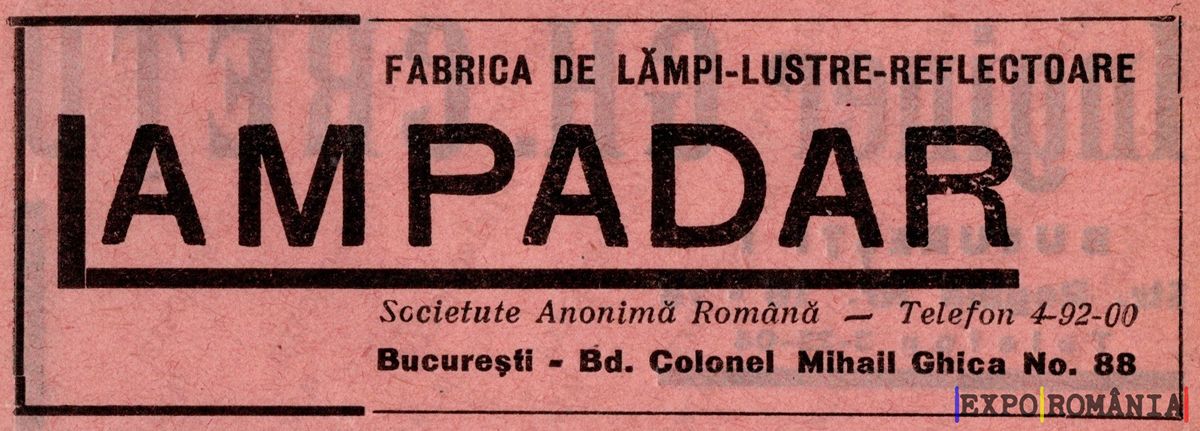 FABRICA DE LĂMPI-LUSTRE-REFLECTOARE
LAMPADAR
Societute Anonimă Română — Telefon 4-92-00
Bucureşti - Bd. Colonel Mihail Ghica No. 88
EXPO ROMÂNIA